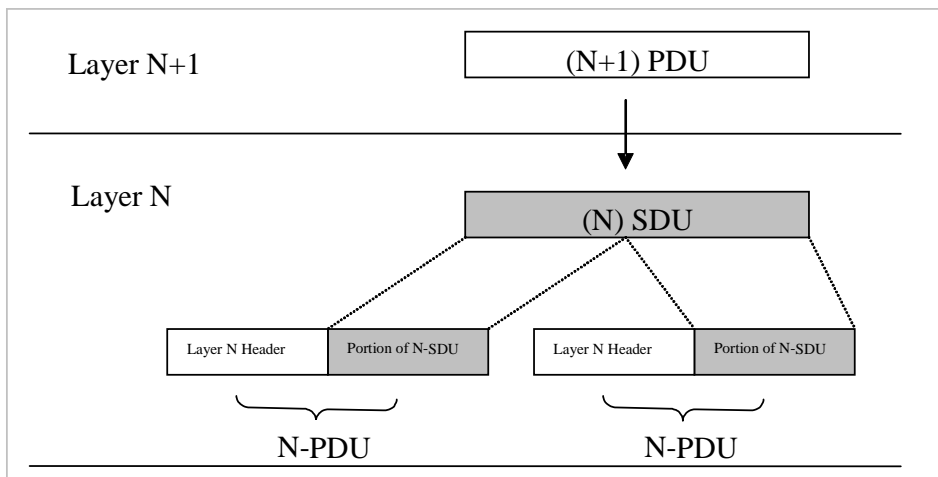 Layer N+1
(N+1) PDU
Layer N
(N) SDU
Layer N Header
Portion of N-SDU
Layer N Header
Portion of N-SDU
N-PDU
N-PDU